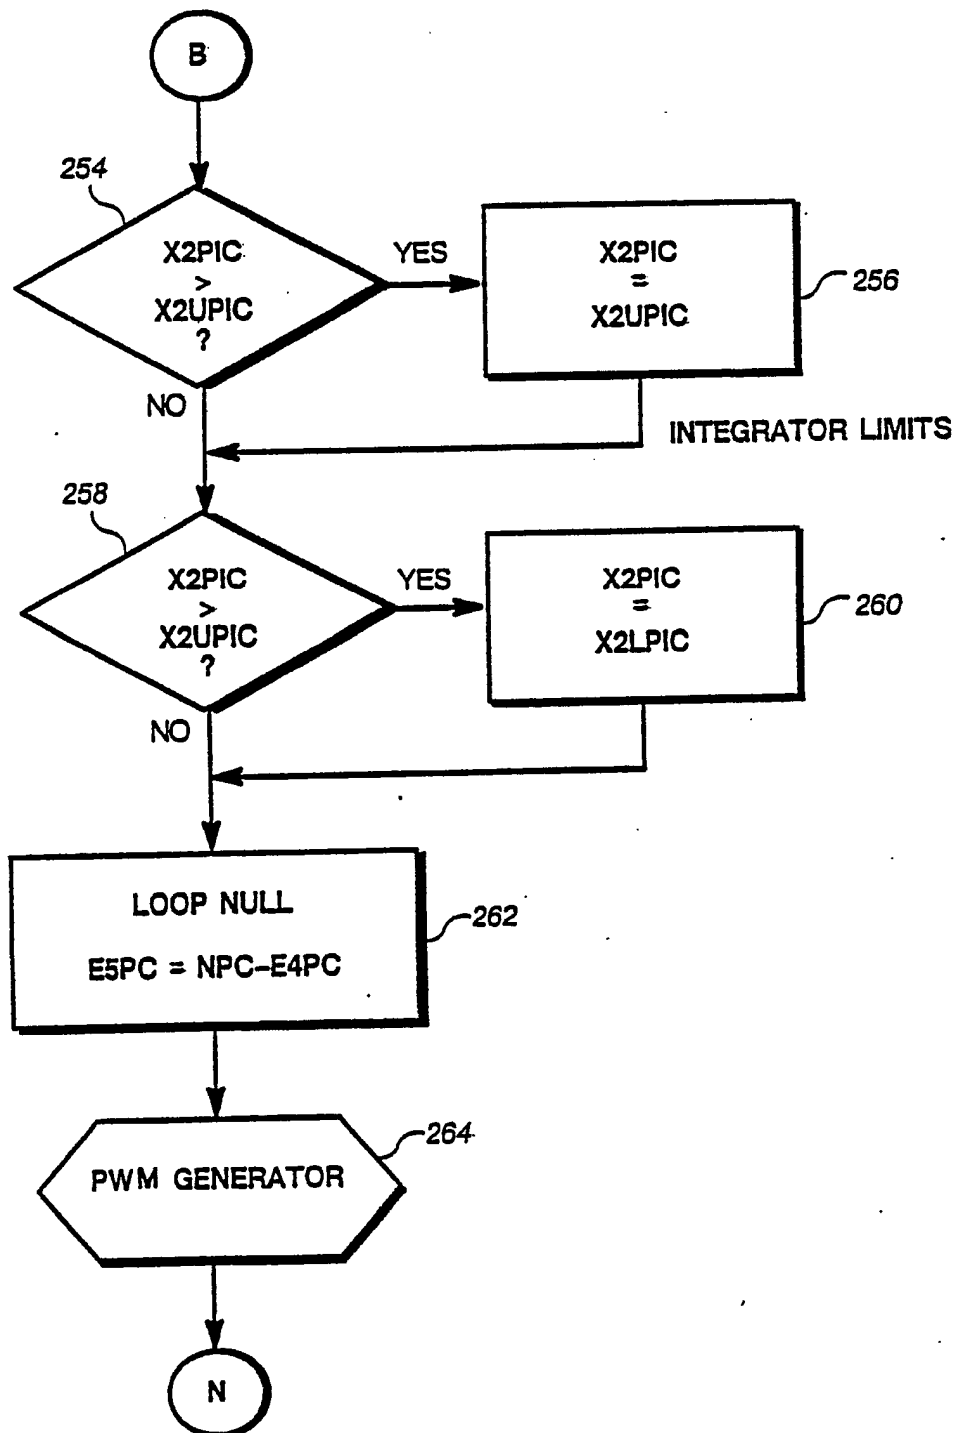 B
254
X2PIC
>
X2UPIC
?
YES
X2PIC
=
X2UPIC
256
NO
INTEGRATOR LIMITS
258
X2PIC
>
X2UPIC
?
YES
X2PIC
=
X2LPIC
260
NO
LOOP NULL
E5PC = NPC-E4PC
262
PWM GENERATOR
264
N